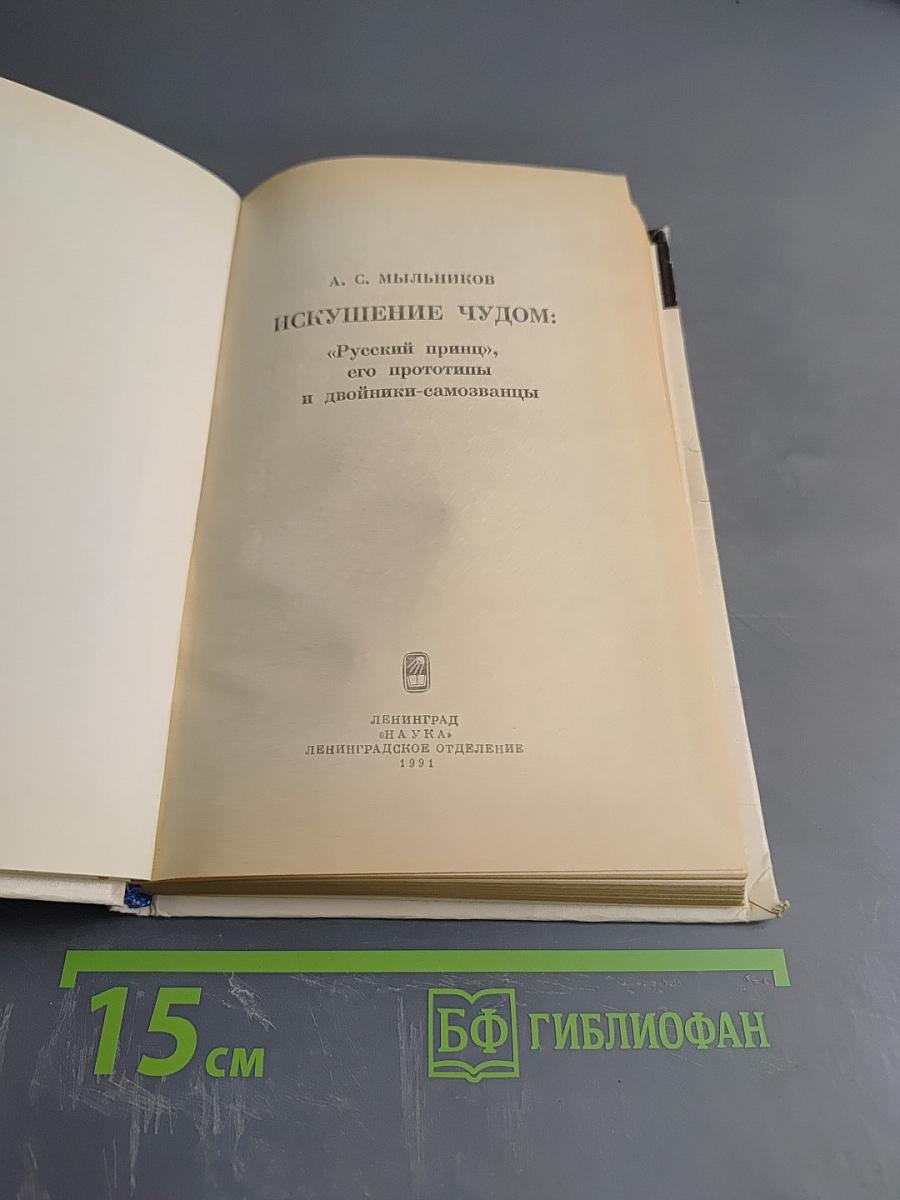 А. С. МЫЛЬНИКОВ
ИСКУШЕНИЕ ЧУДОМ:
«Русский принц»,
его прототипы
и двойники-самозванцы
ЛЕНИНГРАД
«НАУКА»
ЛЕНИНГРАДСКОЕ ОТДЕЛЕНИЕ
1991
15 см
БФ ГИБЛИОФАН